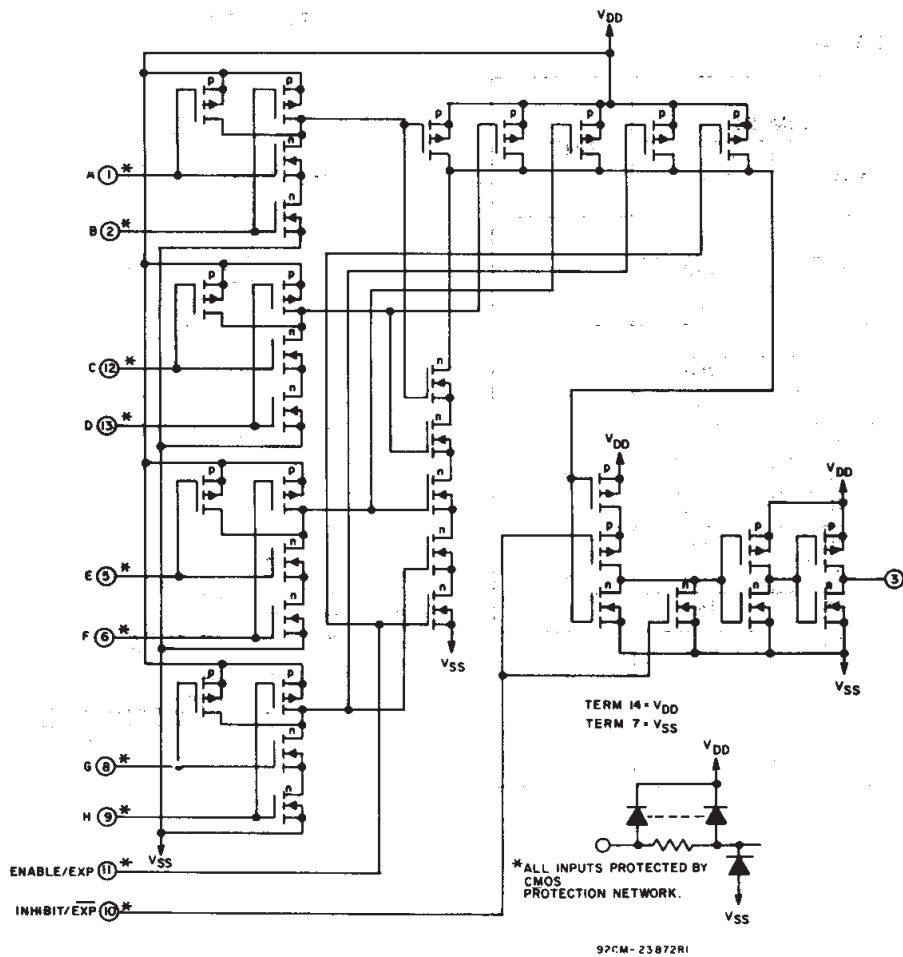 VDD
p p
p p p p p
n
A 1 *
n
B 2 *
p p
n
C 12 *
n
D 13 *
n
n
p p
n
n
E 5 *
n
n
F 6 *
VSS
p p
n
G 8 *
n
H 9 *
VSS
ENABLE/EXP 11 *
INHIBIT/EXP 10 *
VDD
p
p
n n
VDD
p p
n n
3
VSS
TERM 14 = VDD
TERM 7 = VSS
VDD
*ALL INPUTS PROTECTED BY
CMOS
PROTECTION NETWORK.
VSS
92CM-23872R1